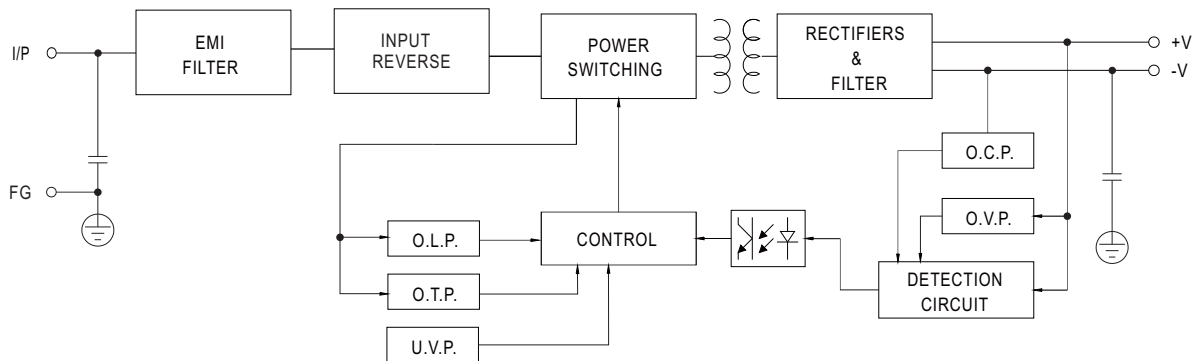 I/P
EMI
FILTER
INPUT
REVERSE
POWER
SWITCHING
RECTIFIERS
&
FILTER
+V
-V
O.C.P.
FG
O.V.P.
O.L.P.
CONTROL
O.T.P.
DETECTION
CIRCUIT
U.V.P.